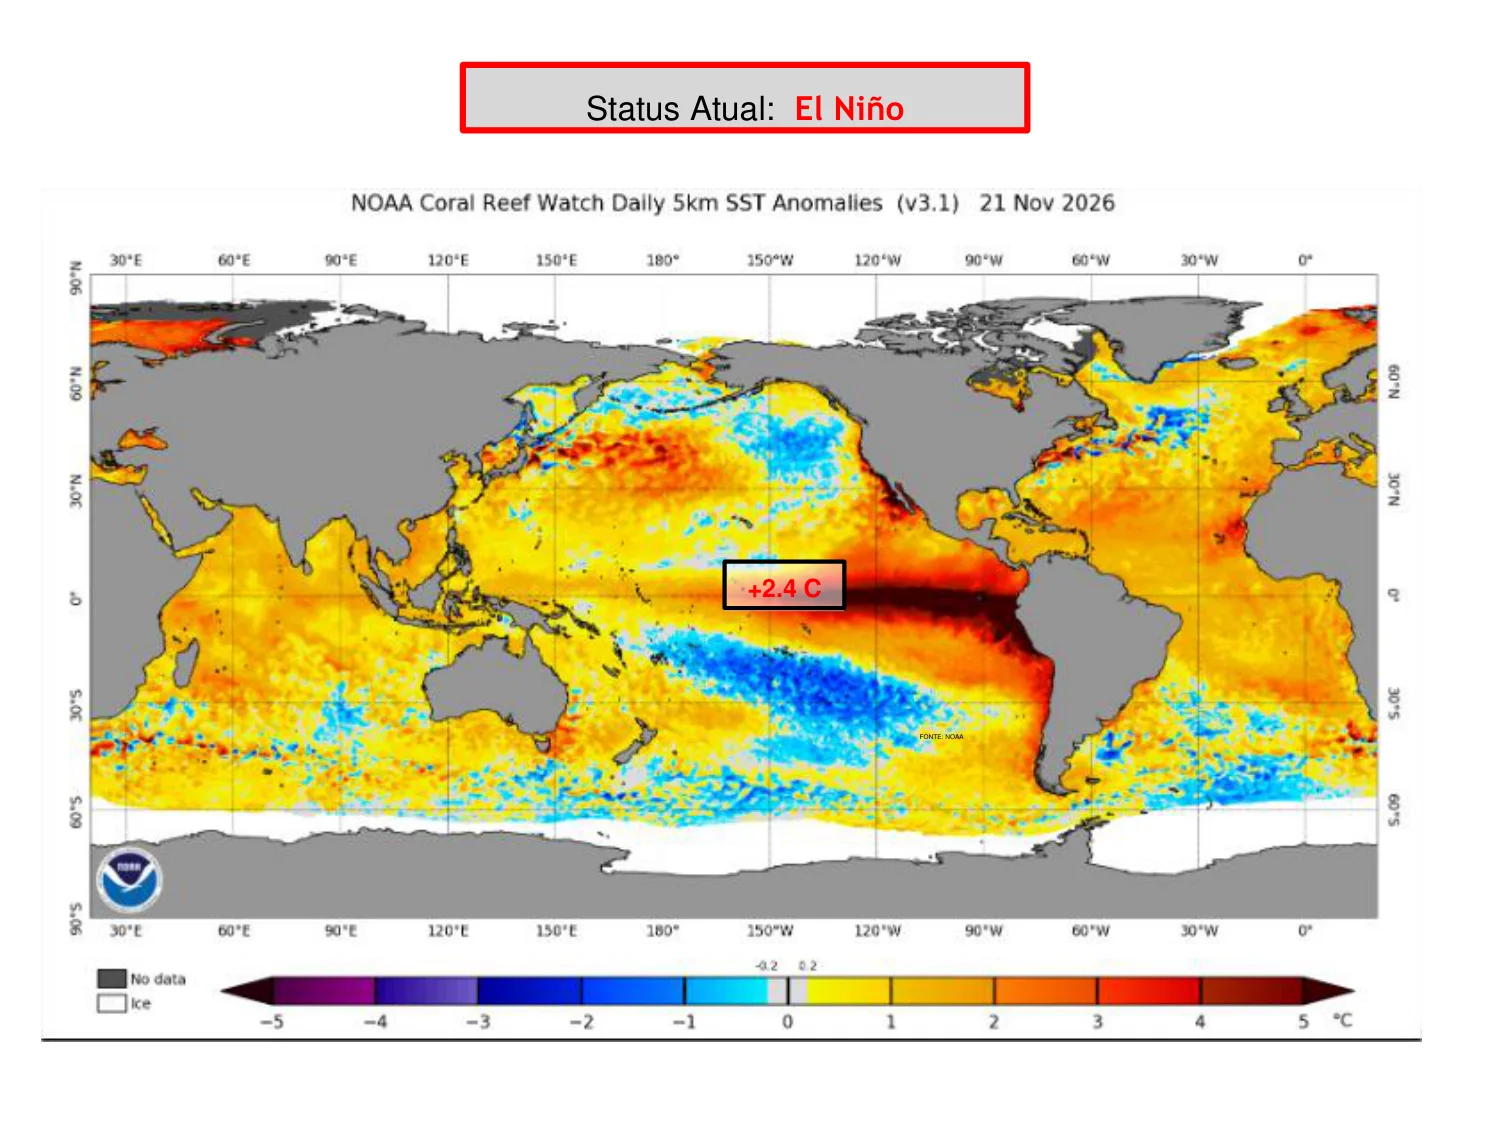 Status Atual: El Niño
NOAA Coral Reef Watch Daily 5km SST Anomalies (v3.1) 21 Nov 2026
30°E 60°E 90°E 120°E 150°E 180° 150°W 120°W 90°W 60°W 30°W 0°
90°N
60°N 60°N
30°N 30°N
+2.4 C
0° 0°
30°S 30°S
FONTE: NOAA
60°S 60°S
NOAA
90°S
30°E 60°E 90°E 120°E 150°E 180° 150°W 120°W 90°W 60°W 30°W 0°
-0.2 0.2
No data
Ice
−5 −4 −3 −2 −1 0 1 2 3 4 5 °C